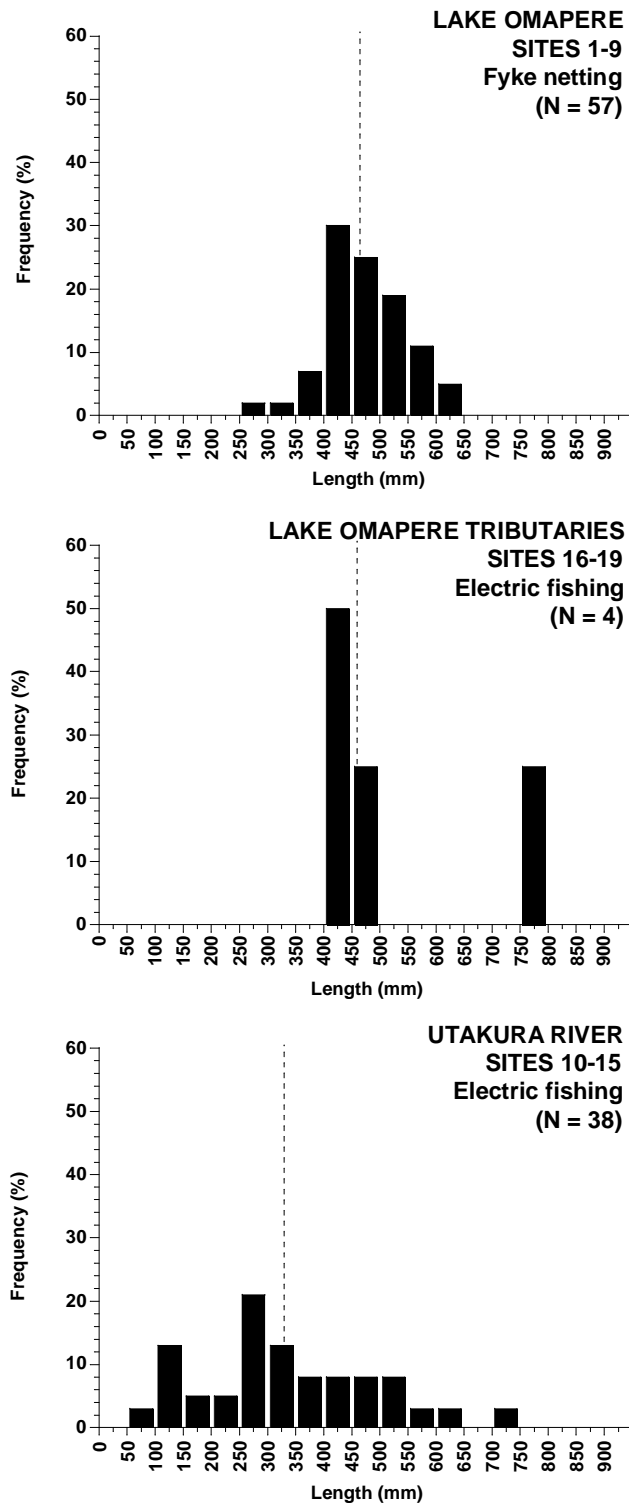 LAKE OMAPERE
SITES 1-9
Fyke netting
(N = 57)
Frequency (%)
60
50
40
30
20
10
0
0 50 100 150 200 250 300 350 400 450 500 550 600 650 700 750 800 850 900
Length (mm)
LAKE OMAPERE TRIBUTARIES
SITES 16-19
Electric fishing
(N = 4)
Frequency (%)
60
50
40
30
20
10
0
0 50 100 150 200 250 300 350 400 450 500 550 600 650 700 750 800 850 900
Length (mm)
UTAKURA RIVER
SITES 10-15
Electric fishing
(N = 38)
Frequency (%)
60
50
40
30
20
10
0
0 50 100 150 200 250 300 350 400 450 500 550 600 650 700 750 800 850 900
Length (mm)